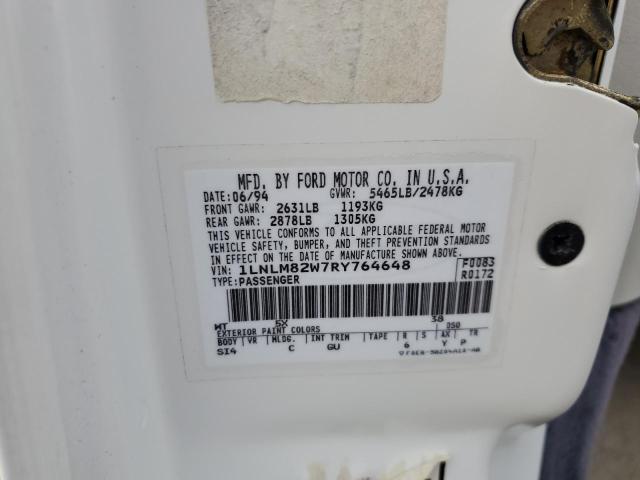 MFD. BY FORD MOTOR CO. IN U.S.A.
DATE: 06/94 GVWR: 5465LB/2478KG
FRONT GAWR: 2631LB 1193KG
REAR GAWR: 2878LB 1305KG
THIS VEHICLE CONFORMS TO ALL APPLICABLE FEDERAL MOTOR
VEHICLE SAFETY, BUMPER, AND THEFT PREVENTION STANDARDS
IN EFFECT ON THE DATE OF MANUFACTURE SHOWN ABOVE.
VIN: 1LNLM82W7RY764648 F0083
TYPE: PASSENGER R0172
WT 5X 38
EXTERIOR PAINT COLORS DSO
BODY VR MLDG. INT TRIM TAPE R S AX TR
SI4 C GU 6 Y P